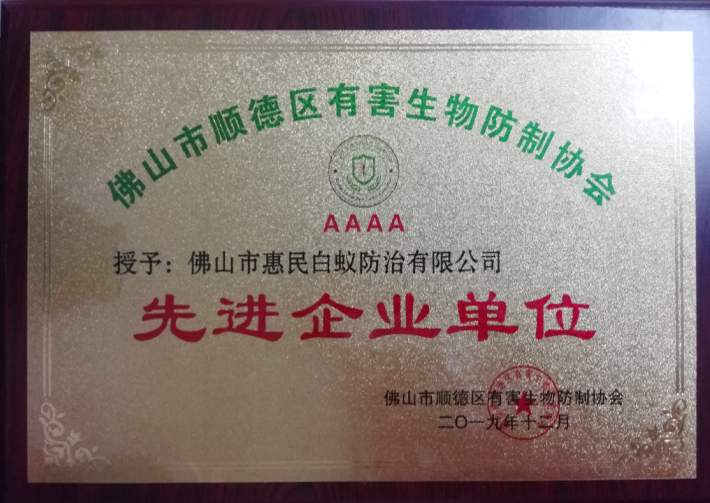 佛山市顺德区有害生物防制协会
AAAA
授予：佛山市惠民白蚁防治有限公司
先进企业单位
佛山市顺德区有害生物防制协会
二〇一九年十二月